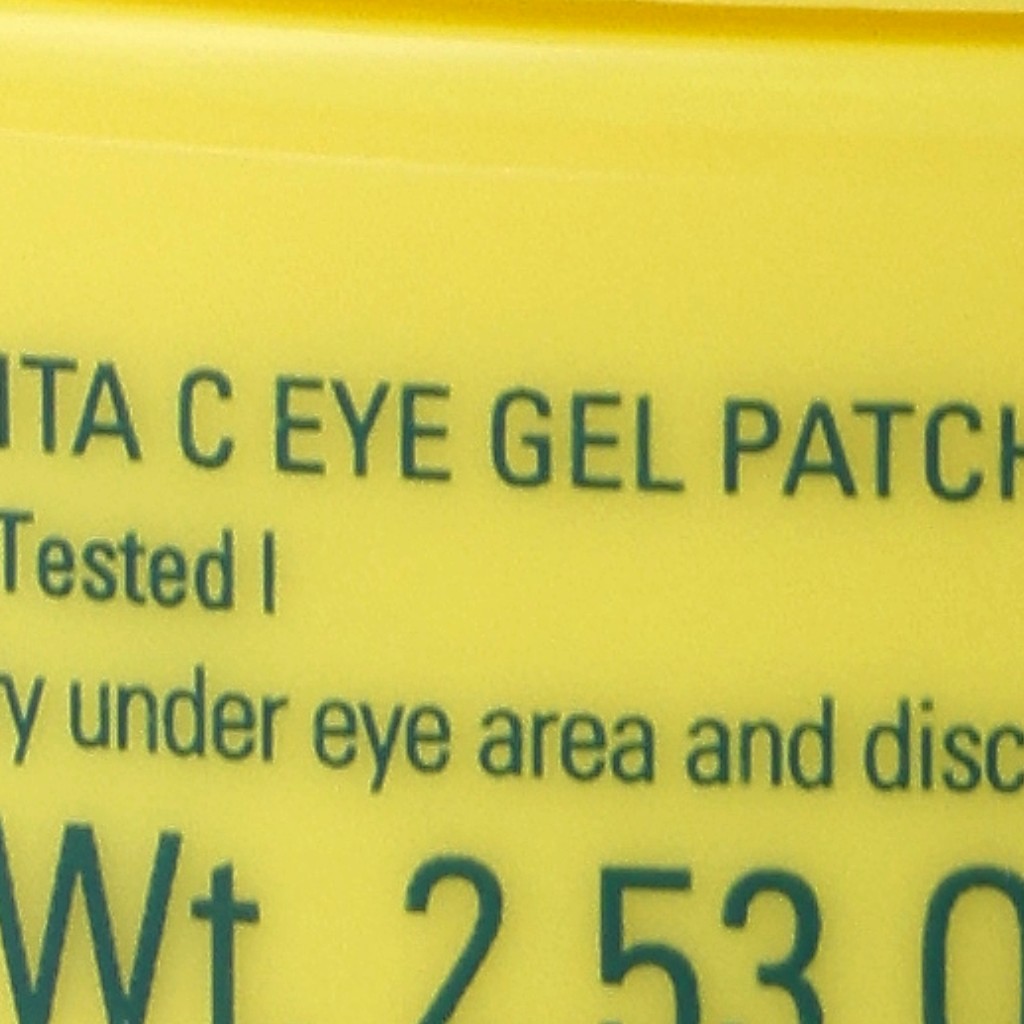 ITA C EYE GEL PATCH
Tested |
y under eye area and disc
Wt 2.53 O